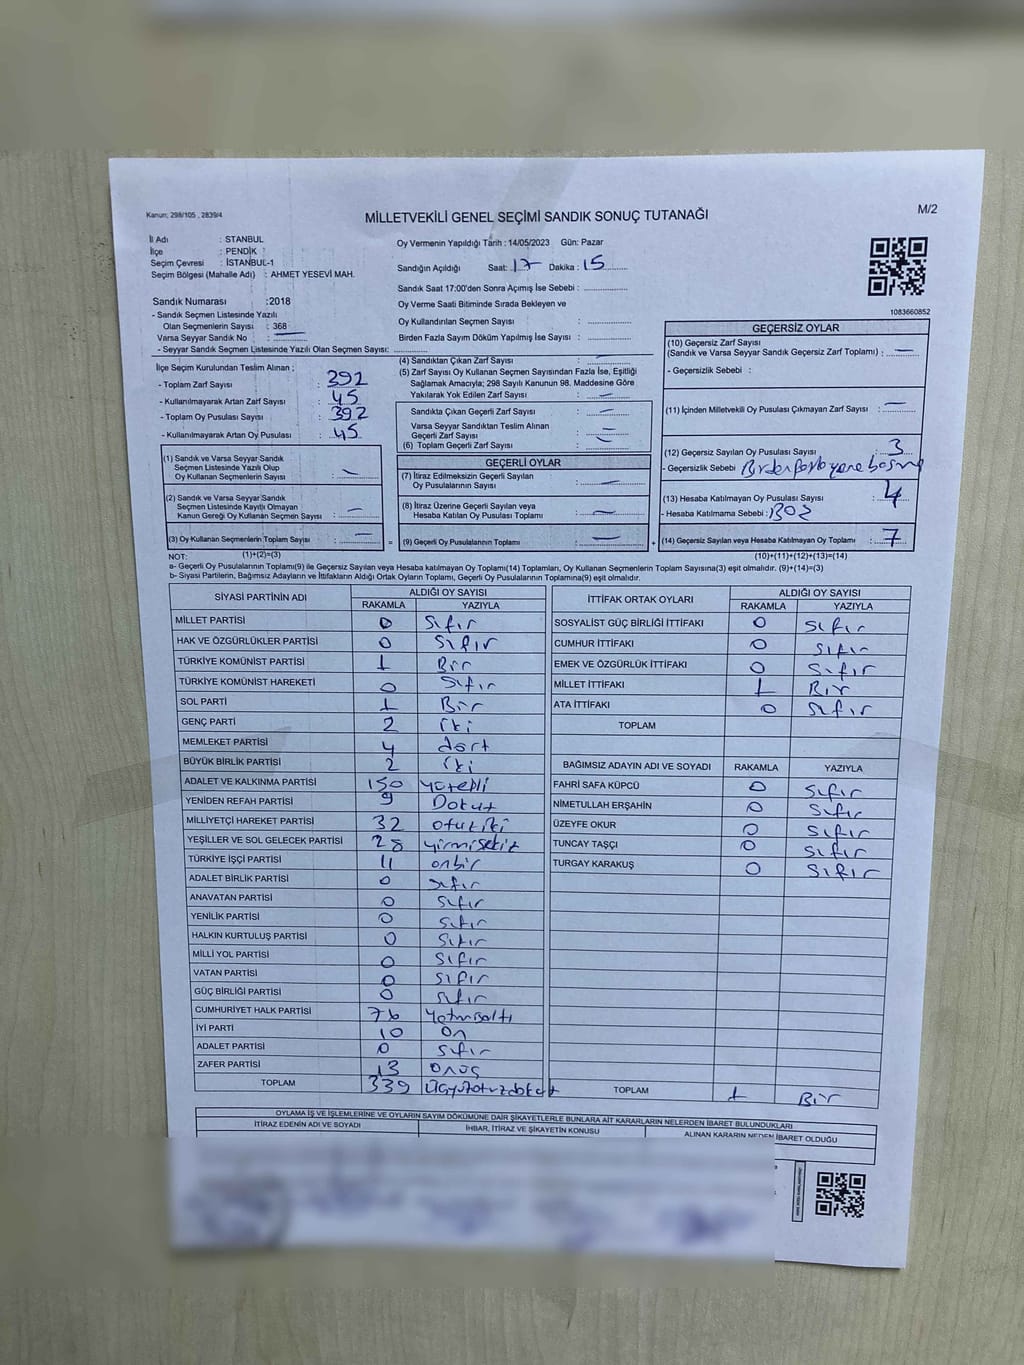 Kanun; 298/105 , 2839/4
MİLLETVEKİLİ GENEL SEÇİMİ SANDIK SONUÇ TUTANAĞI
M/2
İl Adı : STANBUL
İlçe : PENDİK
Seçim Çevresi : İSTANBUL-1
Seçim Bölgesi (Mahalle Adı) : AHMET YESEVİ MAH.
Sandık Numarası :2018
- Sandık Seçmen Listesinde Yazılı
Olan Seçmenlerin Sayısı : 368
Varsa Seyyar Sandık No :
- Seyyar Sandık Seçmen Listesinde Yazılı Olan Seçmen Sayısı:
Oy Vermenin Yapıldığı Tarih : 14/05/2023 Gün: Pazar
Sandığın Açıldığı Saat: 17 Dakika : 15
Sandık Saat 17:00'den Sonra Açımış İse Sebebi :
Oy Verme Saati Bitiminde Sırada Bekleyen ve
Oy Kullandırılan Seçmen Sayısı :
Birden Fazla Sayım Döküm Yapılmış İse Sayısı :
1083660852
İlçe Seçim Kurulundan Teslim Alınan ;
- Toplam Zarf Sayısı : 392
- Kullanılmayarak Artan Zarf Sayısı : 45
- Toplam Oy Pusulası Sayısı : 392
- Kullanılmayarak Artan Oy Pusulası : 45
(1) Sandık ve Varsa Seyyar Sandık
Seçmen Listesinde Yazılı Olup
Oy Kullanan Seçmenlerin Sayısı : —
(2) Sandık ve Varsa Seyyar Sandık
Seçmen Listesinde Kayıtlı Olmayan
Kanun Gereği Oy Kullanan Seçmen Sayısı : —
(3) Oy Kullanan Seçmenlerin Toplam Sayısı : —
(4) Sandıktan Çıkan Zarf Sayısı : —
(5) Zarf Sayısı Oy Kullanan Seçmen Sayısından Fazla İse, Eşitliği
Sağlamak Amacıyla; 298 Sayılı Kanunun 98. Maddesine Göre
Yakılarak Yok Edilen Zarf Sayısı : —
Sandıkta Çıkan Geçerli Zarf Sayısı : —
Varsa Seyyar Sandıktan Teslim Alınan
Geçerli Zarf Sayısı : —
(6) Toplam Geçerli Zarf Sayısı : —
GEÇERLİ OYLAR
(7) İtiraz Edilmeksizin Geçerli Sayılan
Oy Pusulalarının Sayısı : —
(8) İtiraz Üzerine Geçerli Sayılan veya
Hesaba Katılan Oy Pusulası Toplamı : —
= (9) Geçerli Oy Pusulalarının Toplamı : —
GEÇERSİZ OYLAR
(10) Geçersiz Zarf Sayısı
(Sandık ve Varsa Seyyar Sandık Geçersiz Zarf Toplamı) : —
- Geçersizlik Sebebi :
(11) İçinden Milletvekili Oy Pusulası Çıkmayan Zarf Sayısı : —
(12) Geçersiz Sayılan Oy Pusulası Sayısı : 3
- Geçersizlik Sebebi
(13) Hesaba Katılmayan Oy Pusulası Sayısı : 4
- Hesaba Katılmama Sebebi :
+ (14) Geçersiz Sayılan veya Hesaba Katılmayan Oy Toplamı : 7
NOT: (1)+(2)=(3) (10)+(11)+(12)+(13)=(14)
a- Geçerli Oy Pusulalarının Toplamı(9) ile Geçersiz Sayılan veya Hesaba katılmayan Oy Toplamı(14) Toplamları, Oy Kullanan Seçmenlerin Toplam Sayısına(3) eşit olmalıdır. (9)+(14)=(3)
b- Siyasi Partilerin, Bağımsız Adayların ve İttifakların Aldığı Ortak Oyların Toplamı, Geçerli Oy Pusulalarının Toplamına(9) eşit olmalıdır.
SİYASİ PARTİNİN ADI ALDIĞI OY SAYISI
RAKAMLA YAZIYLA
MİLLET PARTİSİ 0 Sıfır
HAK VE ÖZGÜRLÜKLER PARTİSİ 0 Sıfır
TÜRKİYE KOMÜNİST PARTİSİ 1 Bir
TÜRKİYE KOMÜNİST HAREKETİ 0 Sıfır
SOL PARTİ 1 Bir
GENÇ PARTİ 2 iki
MEMLEKET PARTİSİ 4 dört
BÜYÜK BİRLİK PARTİSİ 2 iki
ADALET VE KALKINMA PARTİSİ 150 yüzelli
YENİDEN REFAH PARTİSİ 9 Dokuz
MİLLİYETÇİ HAREKET PARTİSİ 32 otuziki
YEŞİLLER VE SOL GELECEK PARTİSİ 28 yirmisekiz
TÜRKİYE İŞÇİ PARTİSİ 11 onbir
ADALET BİRLİK PARTİSİ 0 sıfır
ANAVATAN PARTİSİ 0 sıfır
YENİLİK PARTİSİ 0 sıfır
HALKIN KURTULUŞ PARTİSİ 0 Sıfır
MİLLİ YOL PARTİSİ 0 Sıfır
VATAN PARTİSİ 0 sıfır
GÜÇ BİRLİĞİ PARTİSİ 0 sıfır
CUMHURİYET HALK PARTİSİ 76 Yetmişaltı
İYİ PARTİ 10 On
ADALET PARTİSİ 0 sıfır
ZAFER PARTİSİ 13 Onüç
TOPLAM 339 Üçyüzotuzdokuz
İTTİFAK ORTAK OYLARI ALDIĞI OY SAYISI
RAKAMLA YAZIYLA
SOSYALİST GÜÇ BİRLİĞİ İTTİFAKI 0 Sıfır
CUMHUR İTTİFAKI 0 Sıfır
EMEK VE ÖZGÜRLÜK İTTİFAKI 0 Sıfır
MİLLET İTTİFAKI 1 Bir
ATA İTTİFAKI 0 Sıfır
TOPLAM
BAĞIMSIZ ADAYIN ADI VE SOYADI RAKAMLA YAZIYLA
FAHRİ SAFA KÜPCÜ 0 Sıfır
NİMETULLAH ERŞAHİN 0 Sıfır
ÜZEYFE OKUR 0 Sıfır
TUNCAY TAŞÇI 0 Sıfır
TURGAY KARAKUŞ 0 Sıfır
TOPLAM 1 Bir
OYLAMA İŞ VE İŞLEMLERİNE VE OYLARIN SAYIM DÖKÜMÜNE DAİR ŞİKAYETLERLE BUNLARA AİT KARARLARIN NELERDEN İBARET BULUNDUKLARI
İTİRAZ EDENİN ADI VE SOYADI İHBAR, İTİRAZ VE ŞİKAYETİN KONUSU ALINAN KARARIN NEDEN İBARET OLDUĞU